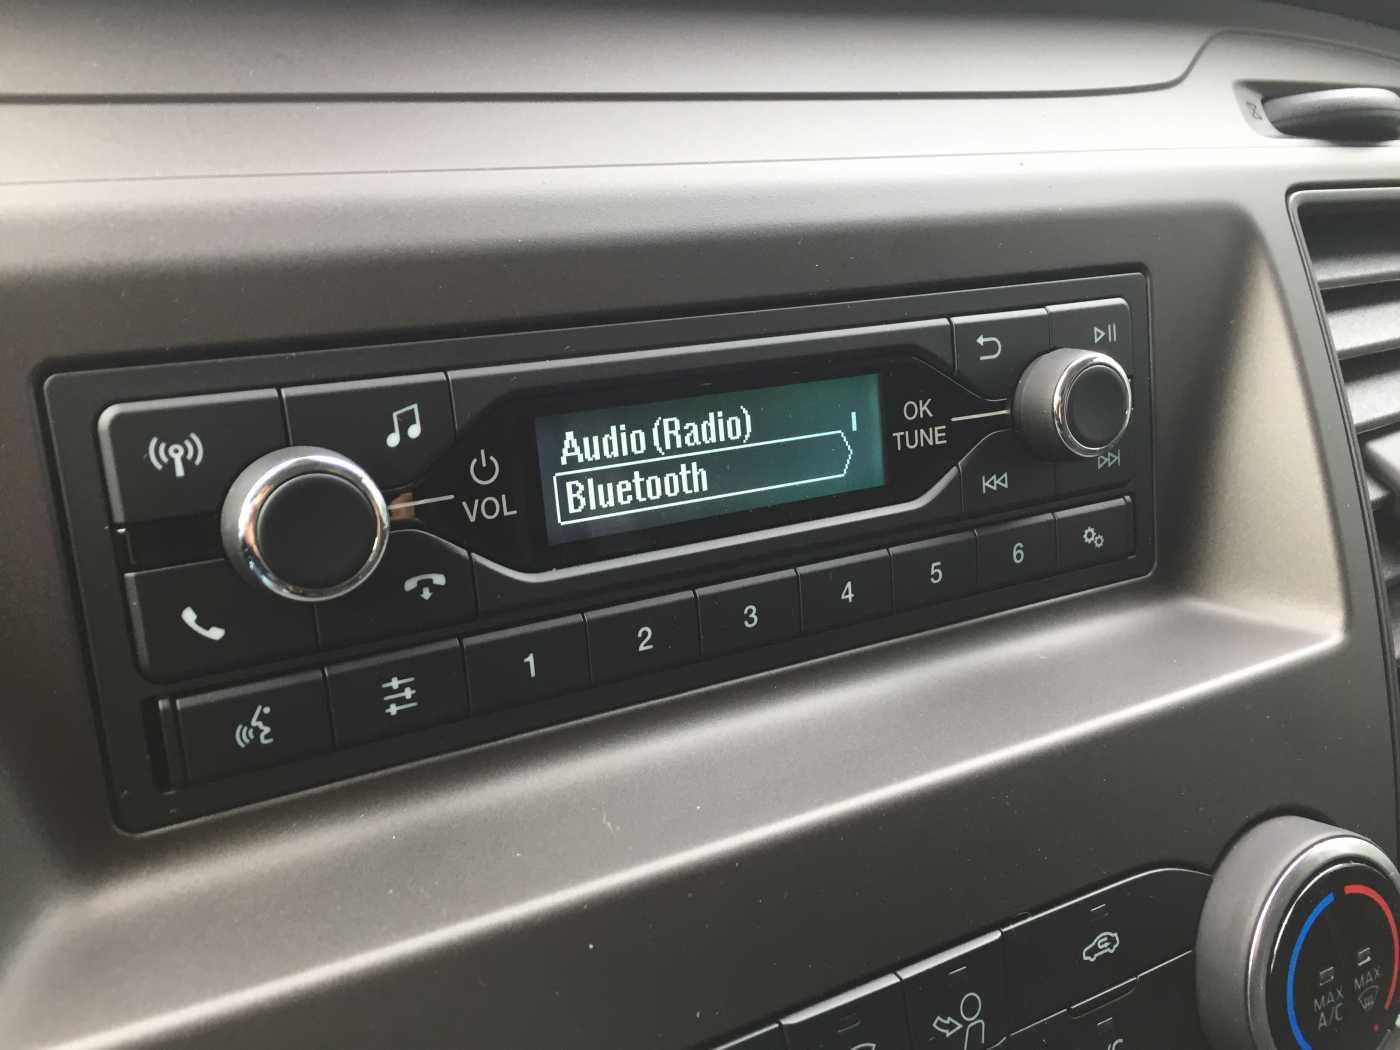 Audio (Radio)
Bluetooth
VOL
OK
TUNE
1
2
3
4
5
6
MAX
A/C
MAX